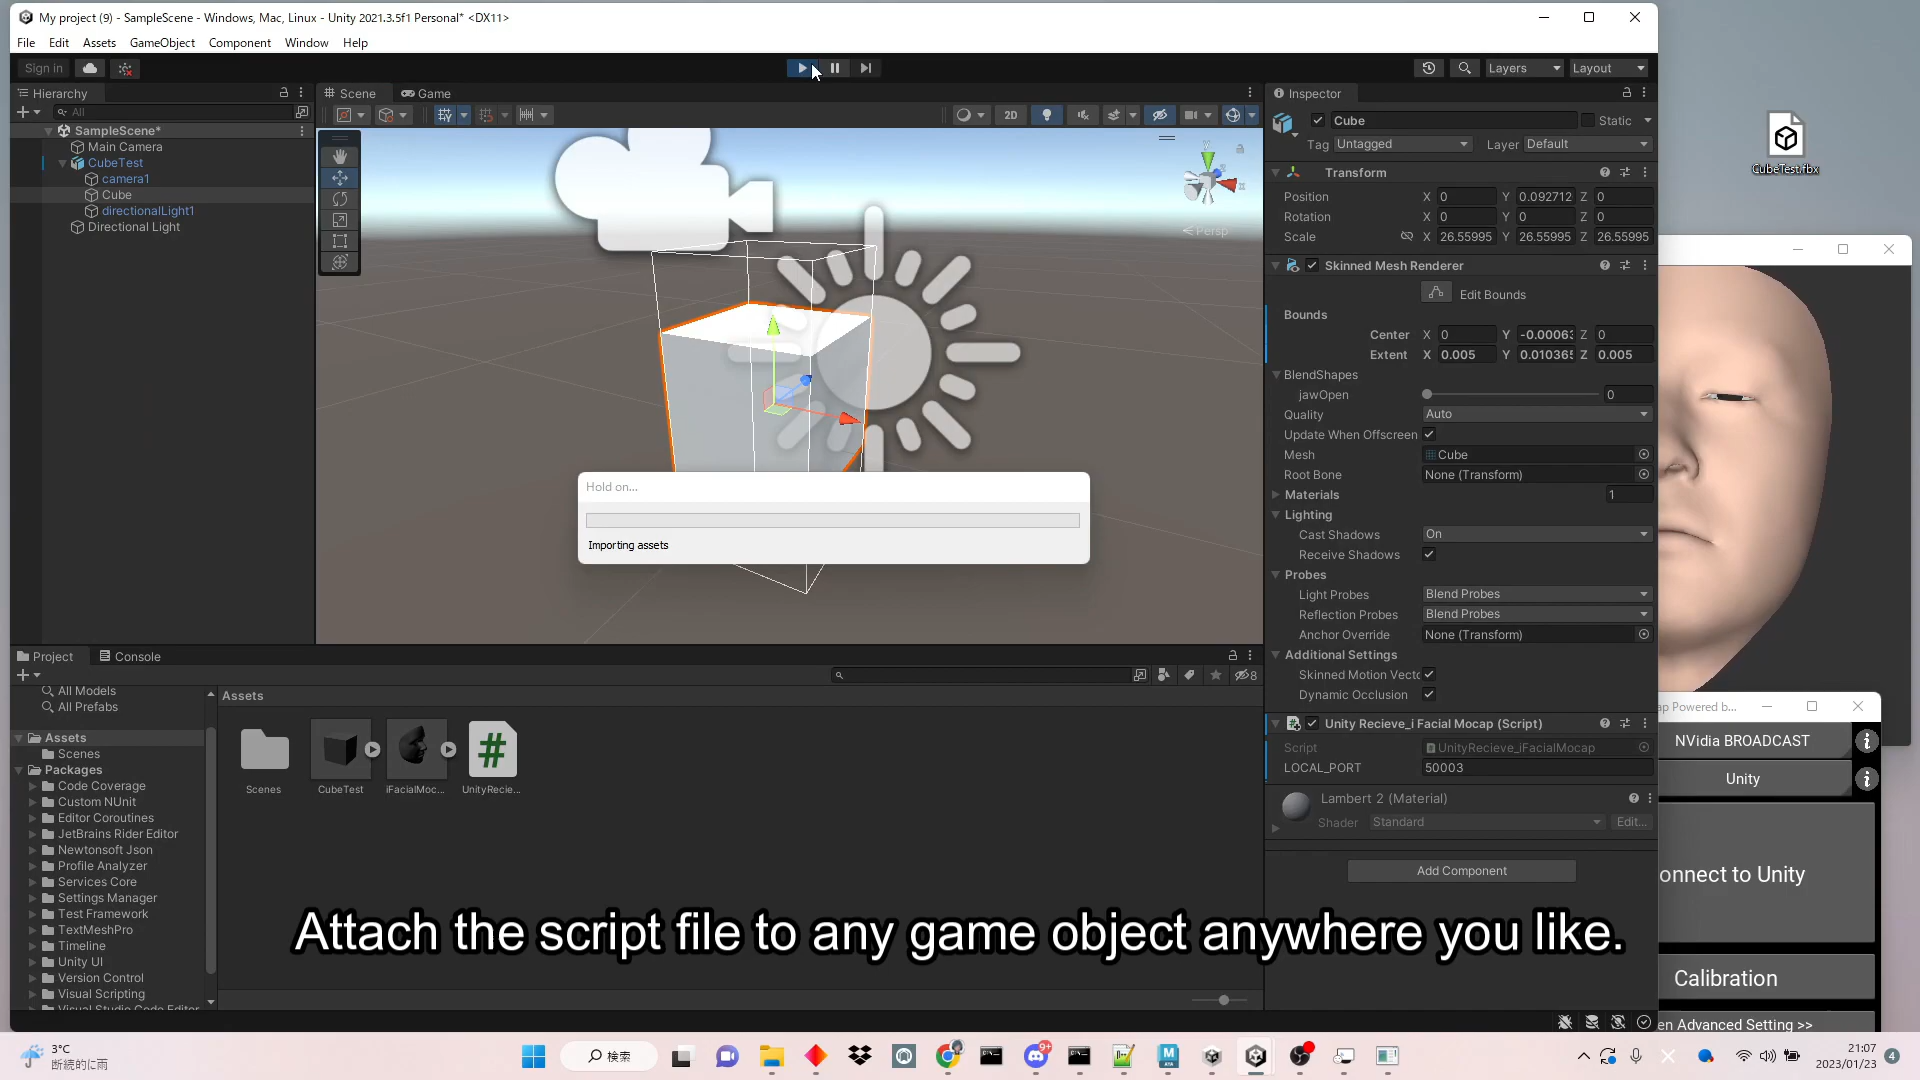 My project (9) - SampleScene - Windows, Mac, Linux - Unity 2021.3.5f1 Personal* <DX11>
File Edit Assets GameObject Component Window Help
Sign in
Layers
Layout
Hierarchy
All
SampleScene*
Main Camera
CubeTest
camera1
Cube
directionalLight1
Directional Light
Scene
Game
2D
y
x
Persp
Hold on...
Importing assets
Inspector
Cube
Static
Tag Untagged
Layer Default
Transform
Position X 0 Y 0.092712 Z 0
Rotation X 0 Y 0 Z 0
Scale X 26.55995 Y 26.55995 Z 26.55995
Skinned Mesh Renderer
Edit Bounds
Bounds
Center X 0 Y -0.0006 Z 0
Extent X 0.005 Y 0.01036 Z 0.005
BlendShapes
jawOpen 0
Quality Auto
Update When Offscreen
Mesh Cube
Root Bone None (Transform)
Materials 1
Lighting
Cast Shadows On
Receive Shadows
Probes
Light Probes Blend Probes
Reflection Probes Blend Probes
Anchor Override None (Transform)
Additional Settings
Skinned Motion Vecto
Dynamic Occlusion
Unity Recieve_i Facial Mocap (Script)
Script UnityRecieve_iFacialMocap
LOCAL_PORT 50003
Lambert 2 (Material)
Shader Standard Edit...
Add Component
Project
Console
8
All Models
All Prefabs
Assets
Scenes
Packages
Code Coverage
Custom NUnit
Editor Coroutines
JetBrains Rider Editor
Newtonsoft Json
Profile Analyzer
Services Core
Settings Manager
Test Framework
TextMeshPro
Timeline
Unity UI
Version Control
Visual Scripting
Visual Studio Code Editor
Assets
Scenes
CubeTest
iFacialMoc...
UnityRecie...
CubeTest.fbx
ap Powered b...
NVidia BROADCAST
Unity
onnect to Unity
Calibration
en Advanced Setting >>
Attach the script file to any game object anywhere you like.
3°C
断続的に雨
検索
9+
21:07
2023/01/23
4